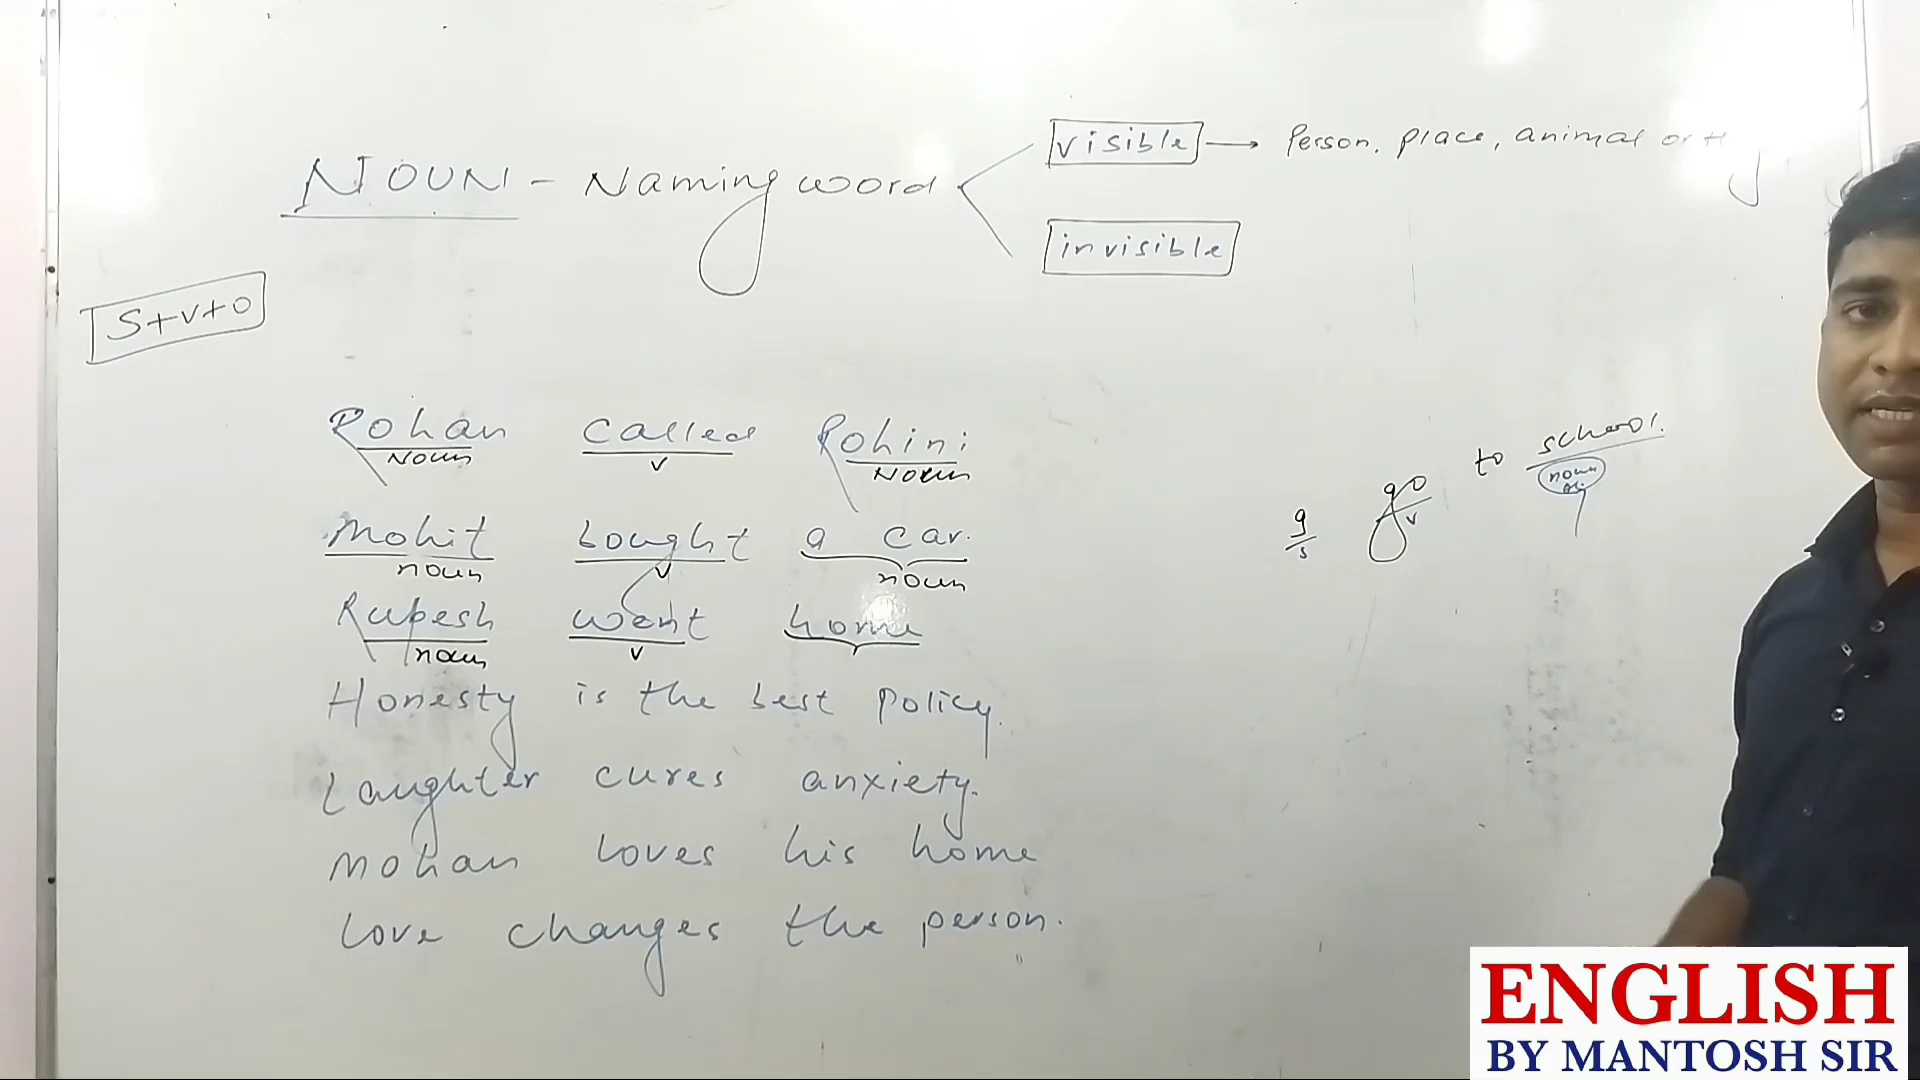 visible → Person, place, animal or
NOUN - Naming word
invisible
S+V+O
Rohan called Rohini
Noun v Noun
Mohit bought a car.
noun v noun
Rupesh went home
noun v
Honesty is the best policy.
Laughter cures anxiety.
Mohan loves his home
Love changes the person.
go to school.
s v noun
ENGLISH
BY MANTOSH SIR